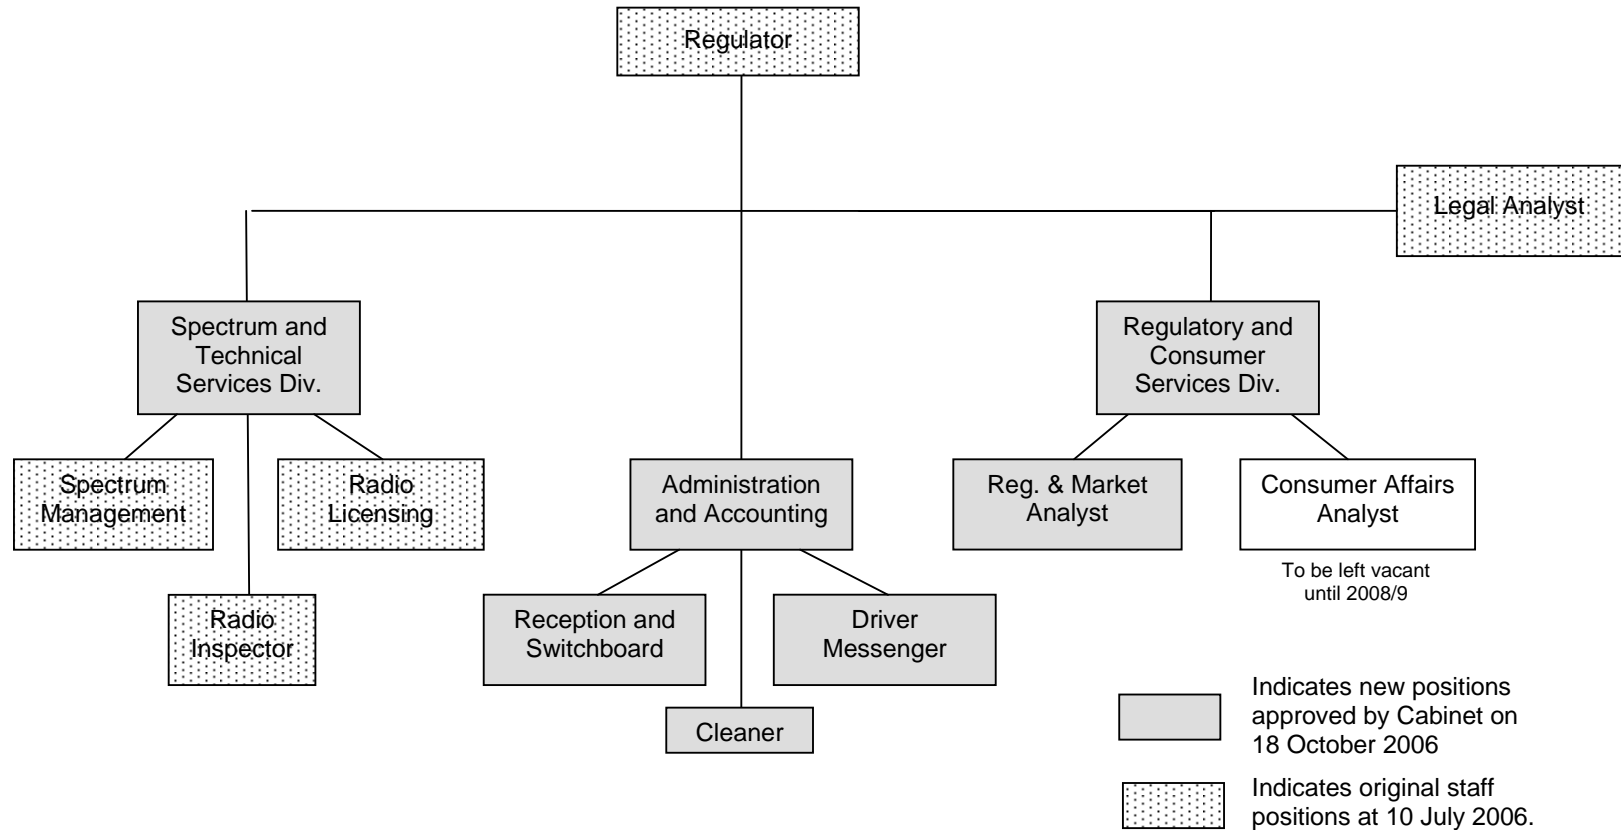 Regulator
Legal Analyst
Spectrum and
Technical
Services Div.
Regulatory and
Consumer
Services Div.
Spectrum
Management
Radio
Licensing
Administration
and Accounting
Reg. & Market
Analyst
Consumer Affairs
Analyst
To be left vacant
until 2008/9
Radio
Inspector
Reception and
Switchboard
Driver
Messenger
Cleaner
Indicates new positions
approved by Cabinet on
18 October 2006
Indicates original staff
positions at 10 July 2006.